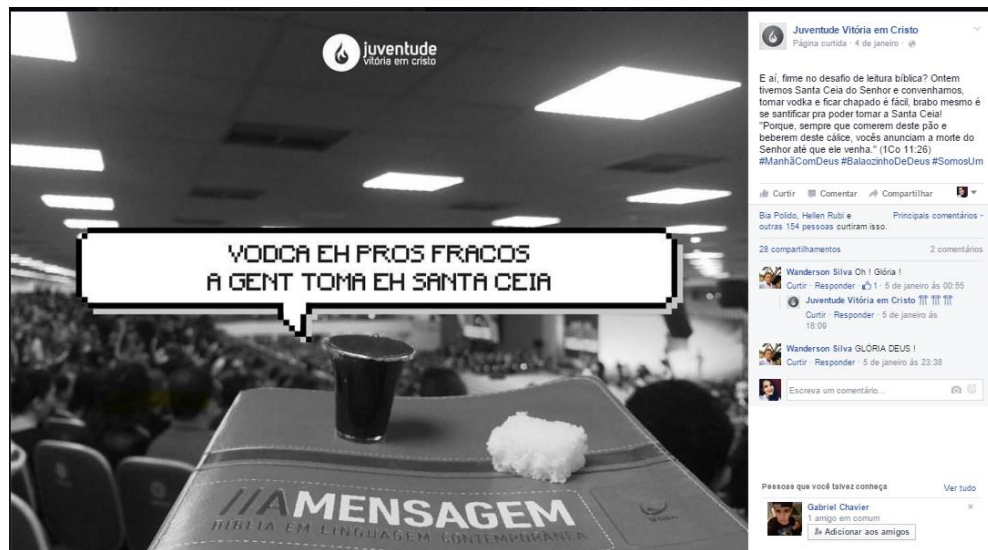 juventude
vitória em cristo
VODCA EH PROS FRACOS
A GENT TOMA EH SANTA CEIA
//AMENSAGEM
BÍBLIA EM LINGUAGEM CONTEMPORÂNEA
Vida
Juventude Vitória em Cristo
Página curtida · 4 de janeiro ·
E aí, firme no desafio de leitura bíblica? Ontem
tivemos Santa Ceia do Senhor e convenhamos,
tomar vodka e ficar chapado é fácil, brabo mesmo é
se santificar pra poder tomar a Santa Ceia!
"Porque, sempre que comerem deste pão e
beberem deste cálice, vocês anunciam a morte do
Senhor até que ele venha." (1Co 11:26)
#ManhãComDeus #BalaozinhoDeDeus #SomosUm
Curtir Comentar Compartilhar
Bia Polido, Hellen Rubi e
outras 154 pessoas curtiram isso.
Principais comentários
28 compartilhamentos 2 comentários
Wanderson Silva Oh ! Glória !
Curtir · Responder · 1 · 5 de janeiro às 00:55
Juventude Vitória em Cristo
Curtir · Responder · 5 de janeiro às
18:09
Wanderson Silva GLÓRIA DEUS !
Curtir · Responder · 5 de janeiro às 23:38
Escreva um comentário...
Pessoas que você talvez conheça Ver tudo
Gabriel Chavier
1 amigo em comum
Adicionar aos amigos